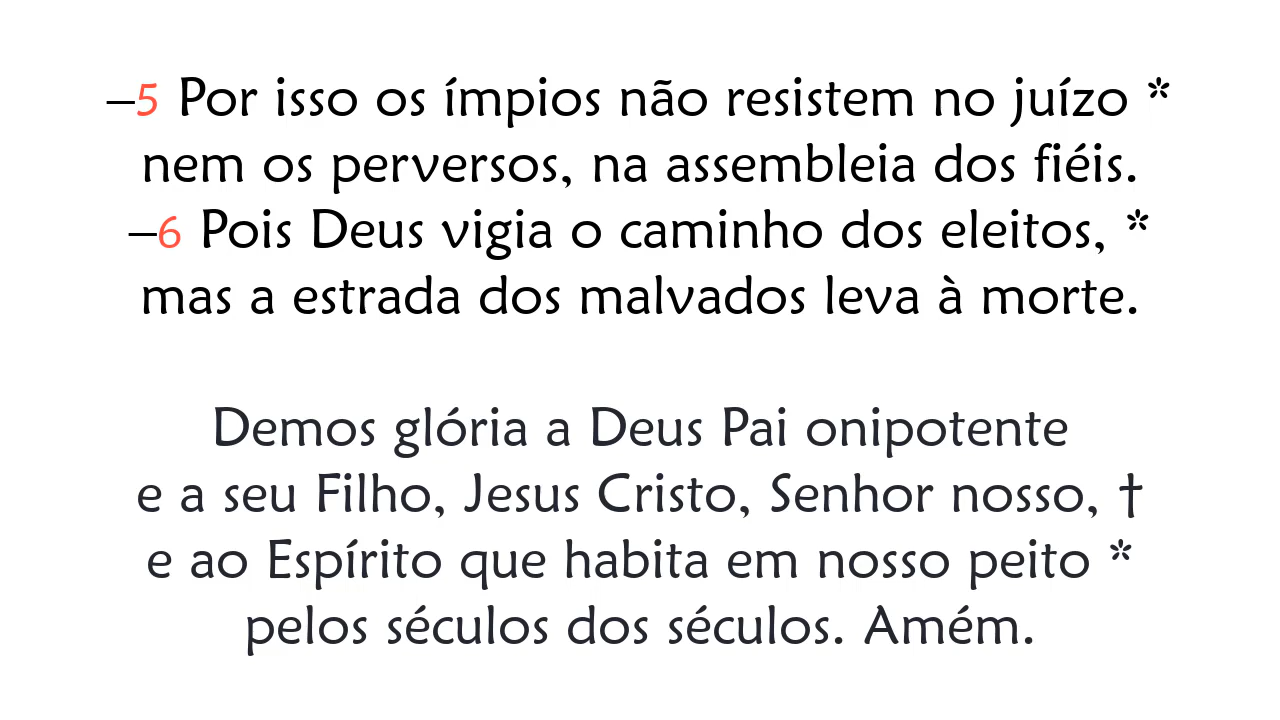 –5 Por isso os ímpios não resistem no juízo *
nem os perversos, na assembleia dos fiéis.
–6 Pois Deus vigia o caminho dos eleitos, *
mas a estrada dos malvados leva à morte.
Demos glória a Deus Pai onipotente
e a seu Filho, Jesus Cristo, Senhor nosso, †
e ao Espírito que habita em nosso peito *
pelos séculos dos séculos. Amém.